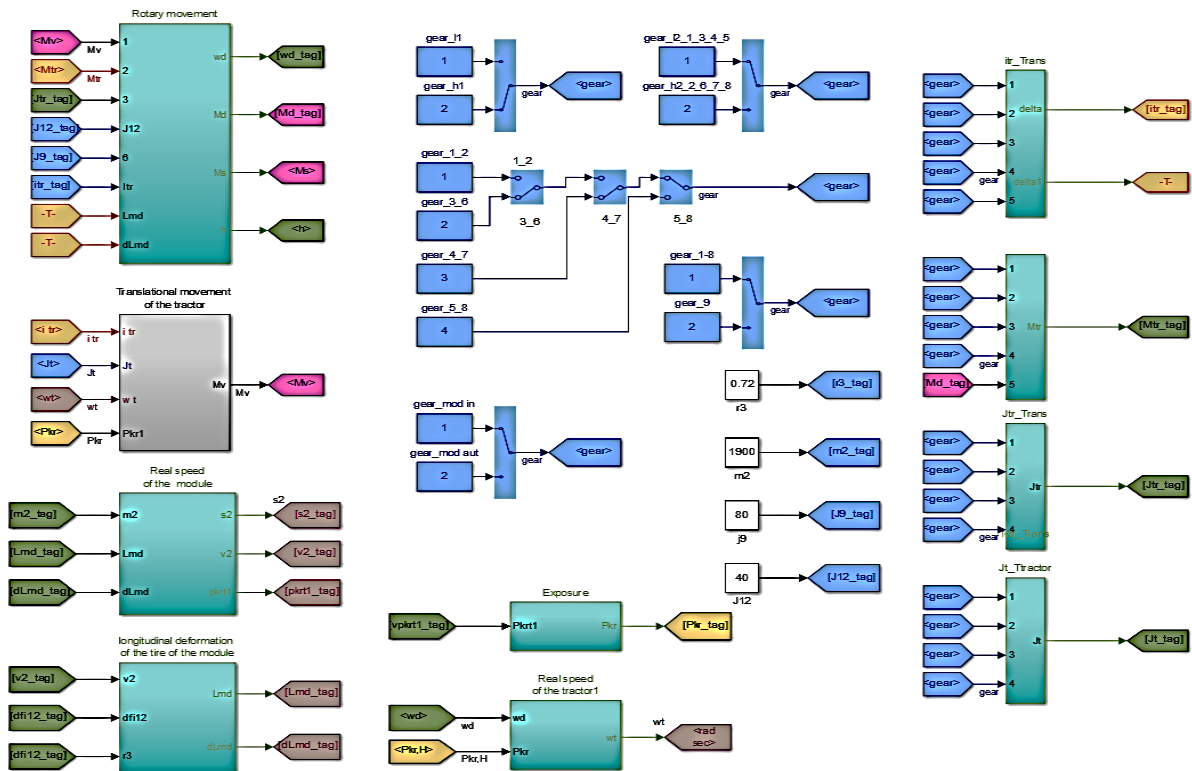 Rotary movement
<Mv>
Mv
1
<Mtr>
Mtr
2
[Jtr_tag]
3
[J12_tag]
J12
[J9_tag]
6
[itr_tag]
Itr
-T-
Lmd
-T-
dLmd
wd
[wd_tag]
Md
[Md_tag]
Ms
<Ms>
<h>
Translational movement
of the tractor
<i tr>
i tr
i tr
<Jt>
Jt
Jt
<wt>
wt
w t
<Pkr>
Pkr
Pkr1
Mv
Mv
<Mv>
Real speed
of the module
[m2_tag]
m2
[Lmd_tag]
Lmd
[dLmd_tag]
dLmd
s2
s2
[s2_tag]
v2
[v2_tag]
pkrt1
[pkrt1_tag]
longitudinal deformation
of the tire of the module
[v2_tag]
v2
[dfi12_tag]
dfi12
[dfi12_tag]
r3
Lmd
[Lmd_tag]
dLmd
[dLmd_tag]
gear_l1
1
gear_h1
2
gear
<gear>
gear_l2_1_3_4_5
1
gear_h2_2_6_7_8
2
gear
<gear>
gear_1_2
1
gear_3_6
2
gear_4_7
3
gear_5_8
4
1_2
3_6
4_7
5_8
gear
<gear>
gear_1-8
1
gear_9
2
gear
<gear>
gear_mod in
1
gear_mod aut
2
gear
<gear>
0.72
r3
[r3_tag]
1900
m2
[m2_tag]
80
j9
[J9_tag]
40
J12
[J12_tag]
Exposure
[vpkrt1_tag]
Pkrt1
Pkr
[Pkr_tag]
Real speed
of the tractor1
<wd>
wd
wd
<Pkr,H>
Pkr,H
Pkr
wt
wt
<rad
sec>
itr_Trans
<gear>
1
<gear>
2
<gear>
3
<gear>
4
gear
<gear>
5
delta
[itr_tag]
delta1
-T-
<gear>
1
<gear>
2
<gear>
3
<gear>
4
gear
[Md_tag]
5
Mtr
[Mtr_tag]
Jtr_Trans
<gear>
1
<gear>
2
<gear>
3
<gear>
4
gear
Jtr
[Jtr_tag]
Jt_Ttractor
<gear>
1
<gear>
2
<gear>
3
<gear>
4
gear
Jt
[Jt_tag]